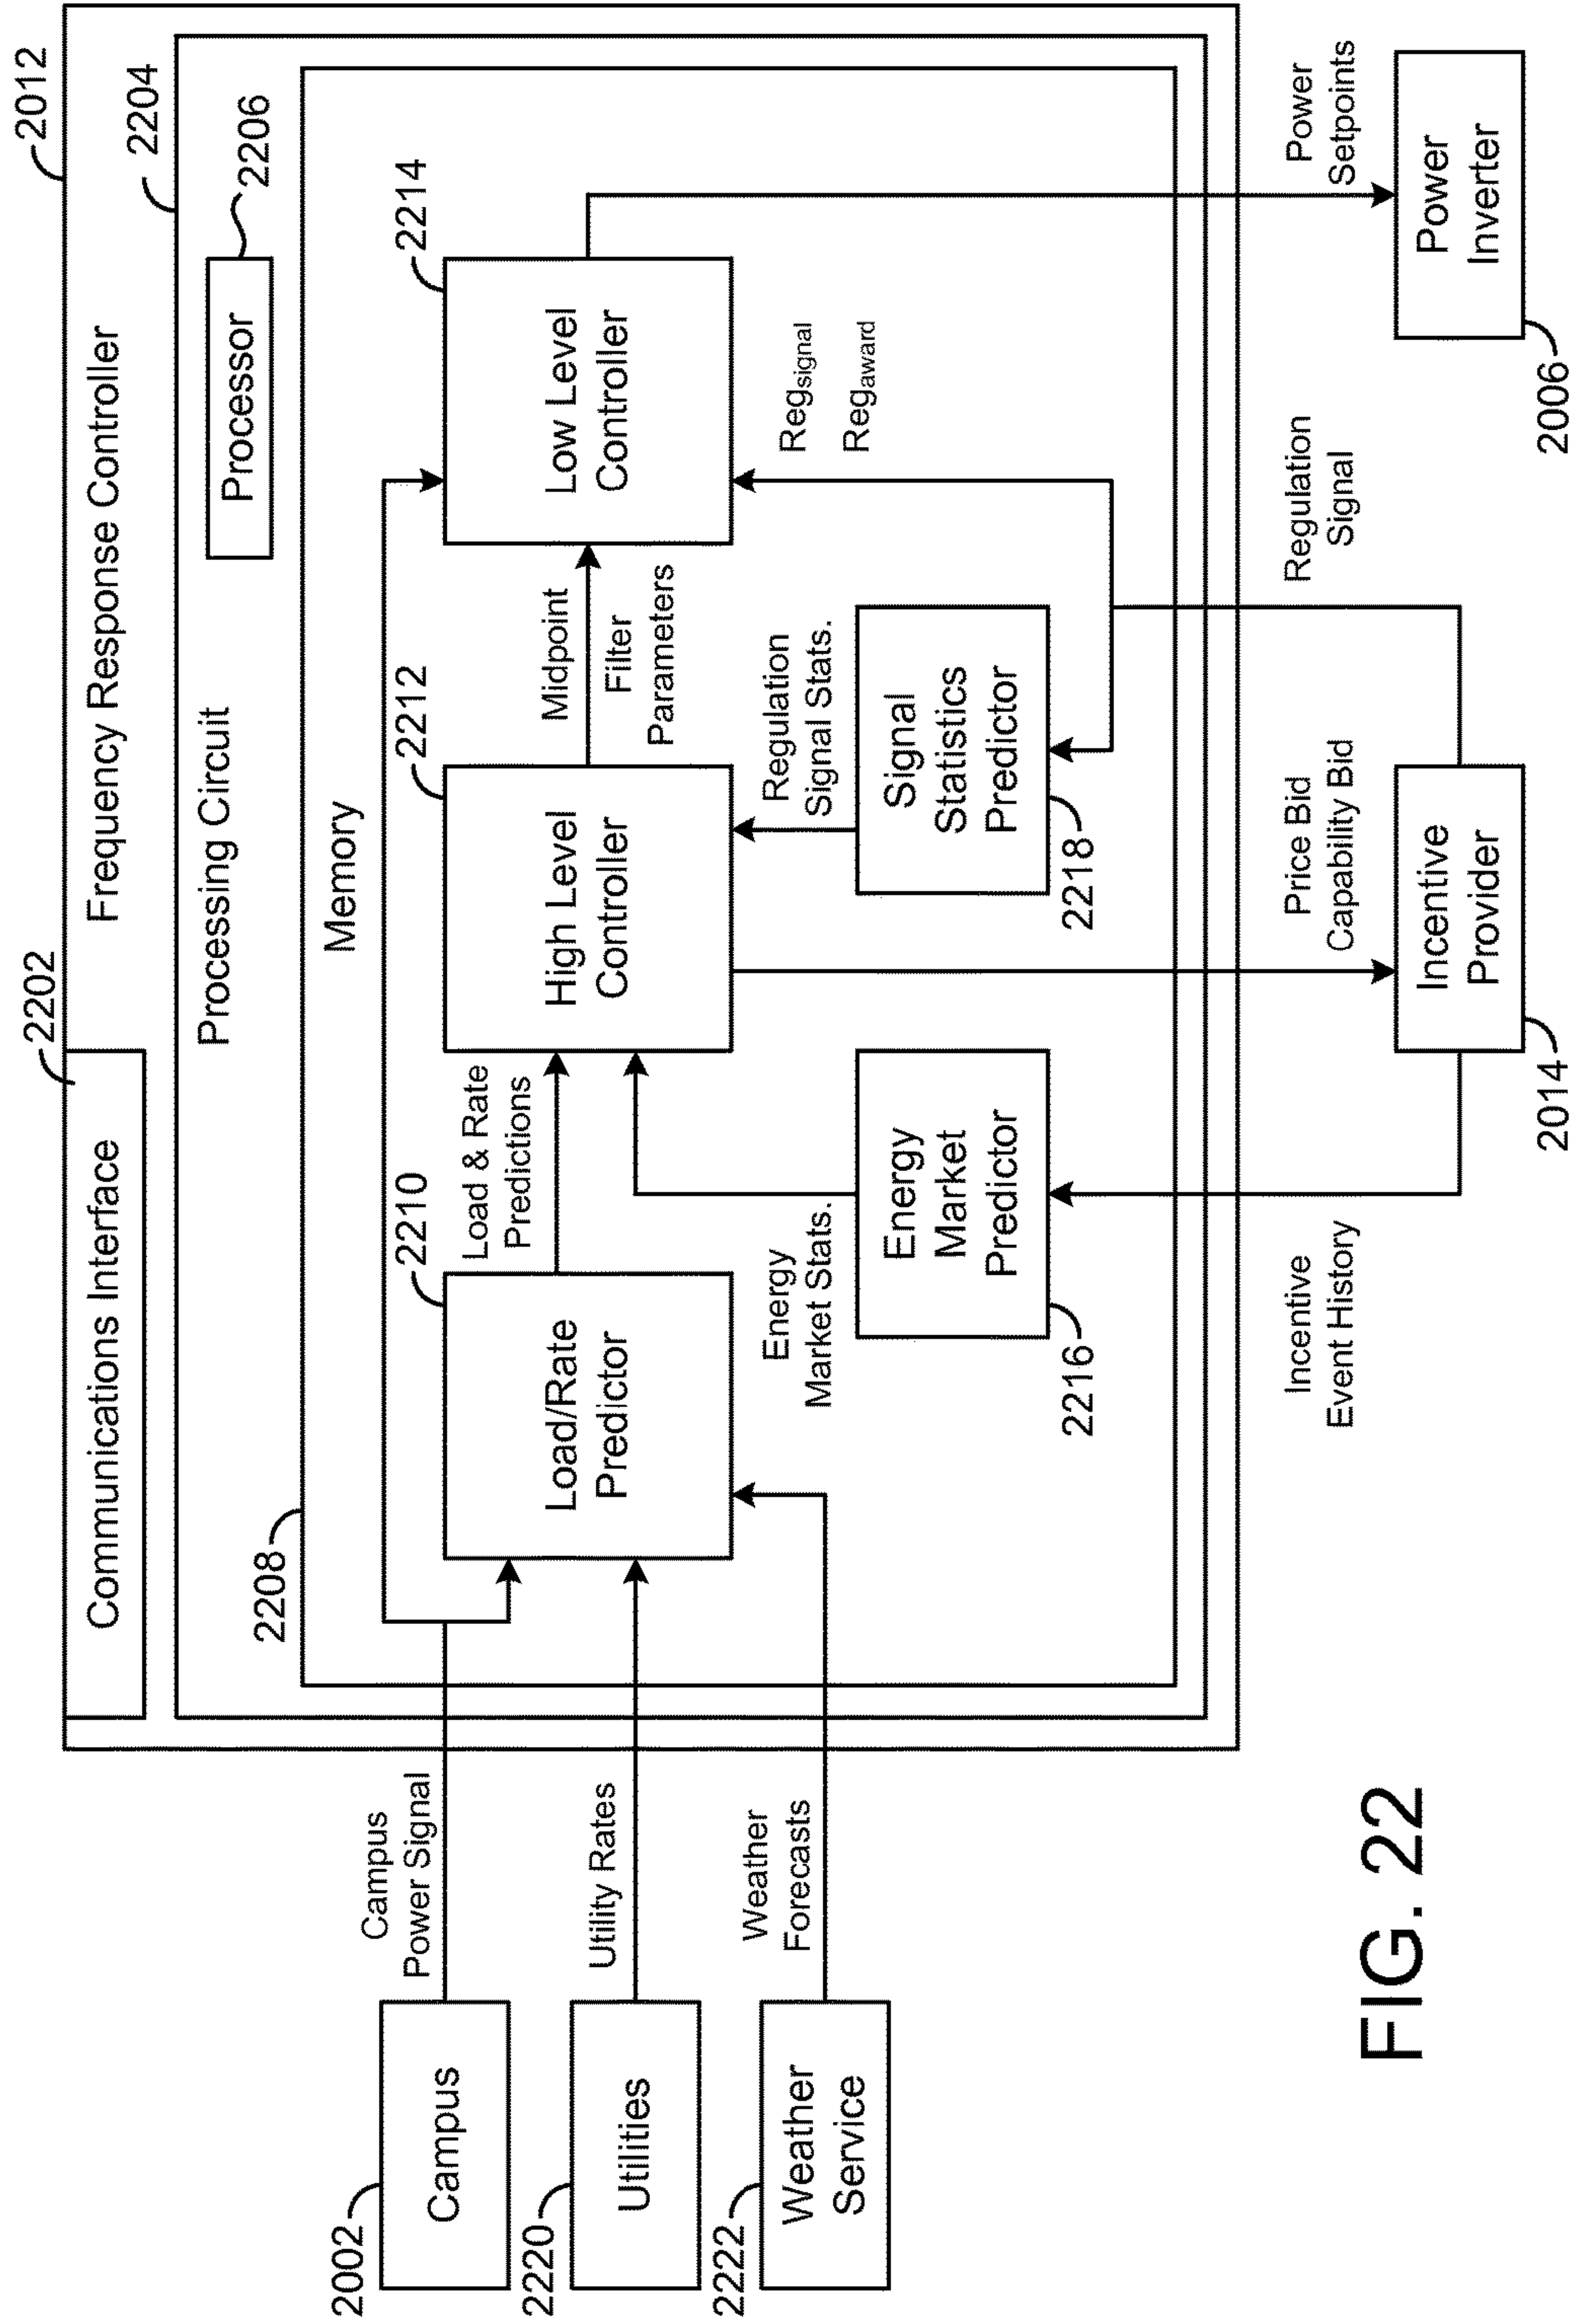 2202
2012
Communications Interface
Frequency Response Controller
2204
Processing Circuit
Processor
2206
2208
Memory
2210
2212
2214
2002
Campus
Campus
Power Signal
Load/Rate
Predictor
Load & Rate
Predictions
High Level
Controller
Midpoint
Filter
Parameters
Low Level
Controller
2220
Utilities
Utility Rates
2222
Weather
Service
Weather
Forecasts
Energy
Market Stats.
Regulation
Signal Stats.
Regsignal
Regaward
Energy
Market
Predictor
2216
Signal
Statistics
Predictor
2218
Incentive
Event History
Price Bid
Capability Bid
Regulation
Signal
Power
Setpoints
Incentive
Provider
2014
Power
Inverter
2006
FIG. 22